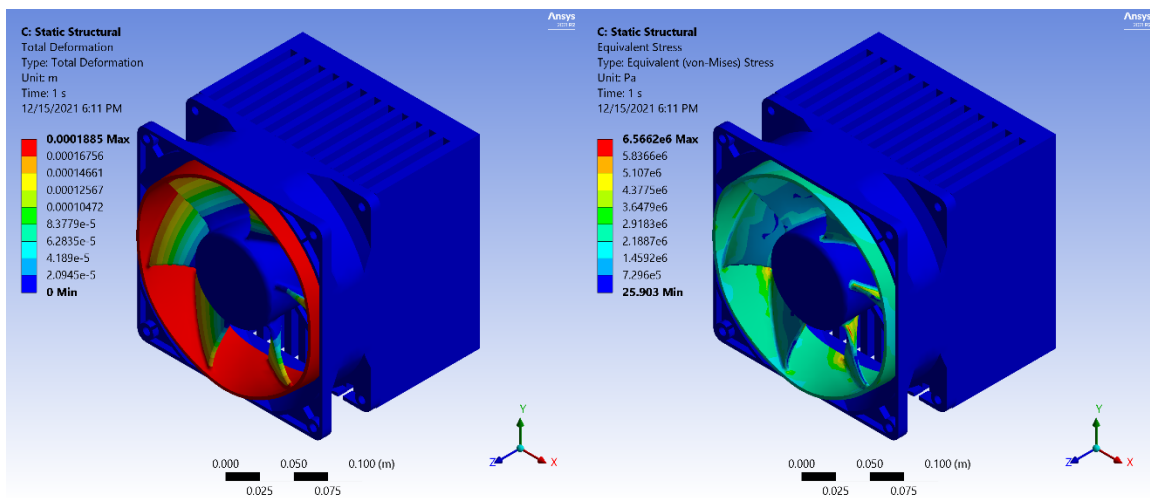 Ansys
2021 R2
C: Static Structural
Total Deformation
Type: Total Deformation
Unit: m
Time: 1 s
12/15/2021 6:11 PM
0.0001885 Max
0.00016756
0.00014661
0.00012567
0.00010472
8.3779e-5
6.2835e-5
4.189e-5
2.0945e-5
0 Min
Y
Z
X
0.000
0.050
0.100 (m)
0.025
0.075
Ansys
2021 R2
C: Static Structural
Equivalent Stress
Type: Equivalent (von-Mises) Stress
Unit: Pa
Time: 1 s
12/15/2021 6:11 PM
6.5662e6 Max
5.8366e6
5.107e6
4.3775e6
3.6479e6
2.9183e6
2.1887e6
1.4592e6
7.296e5
25.903 Min
Y
Z
X
0.000
0.050
0.100 (m)
0.025
0.075